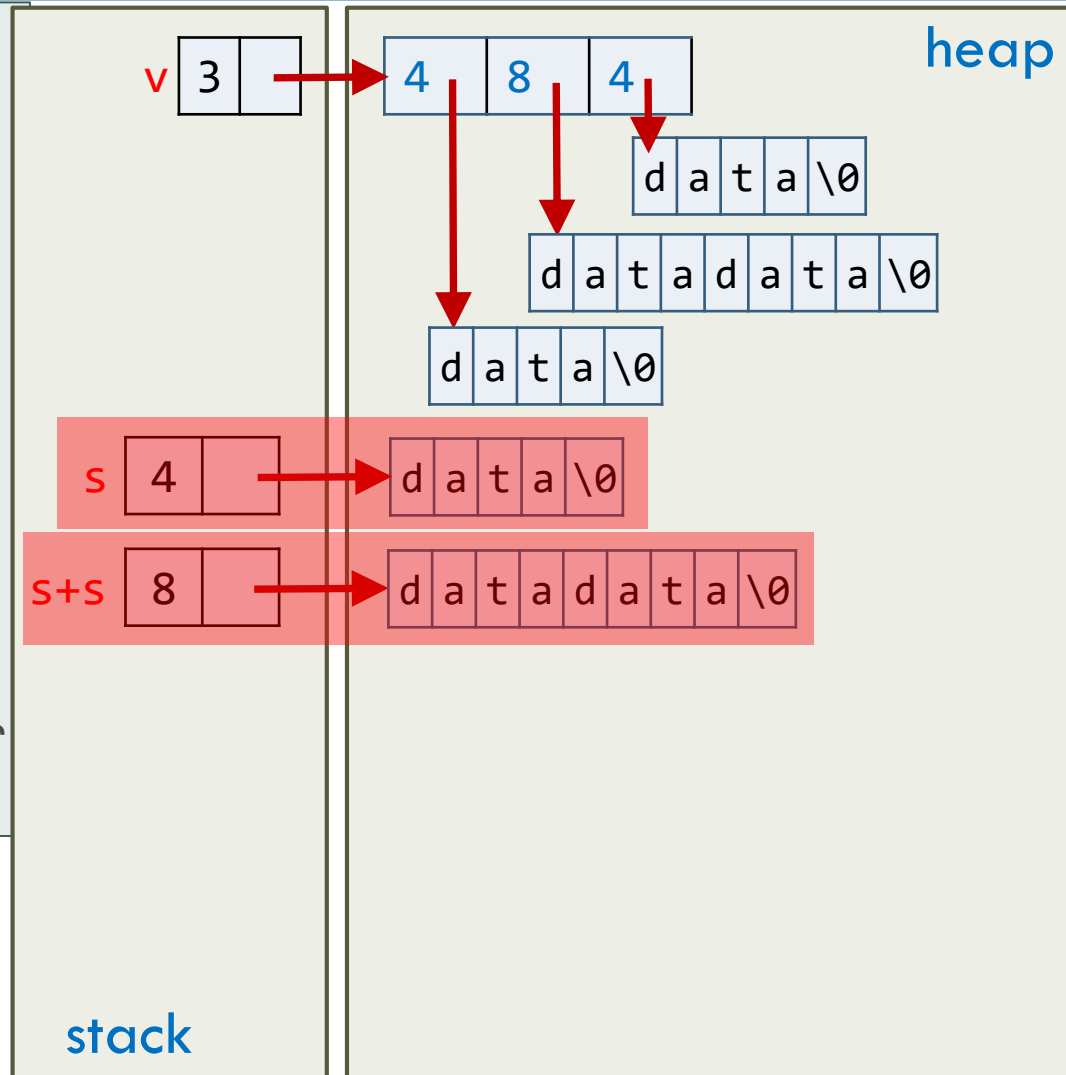 heap
v 3 4 8 4
d a t a \0
d a t a d a t a \0
d a t a \0
s 4 d a t a \0
s+s 8 d a t a d a t a \0
stack